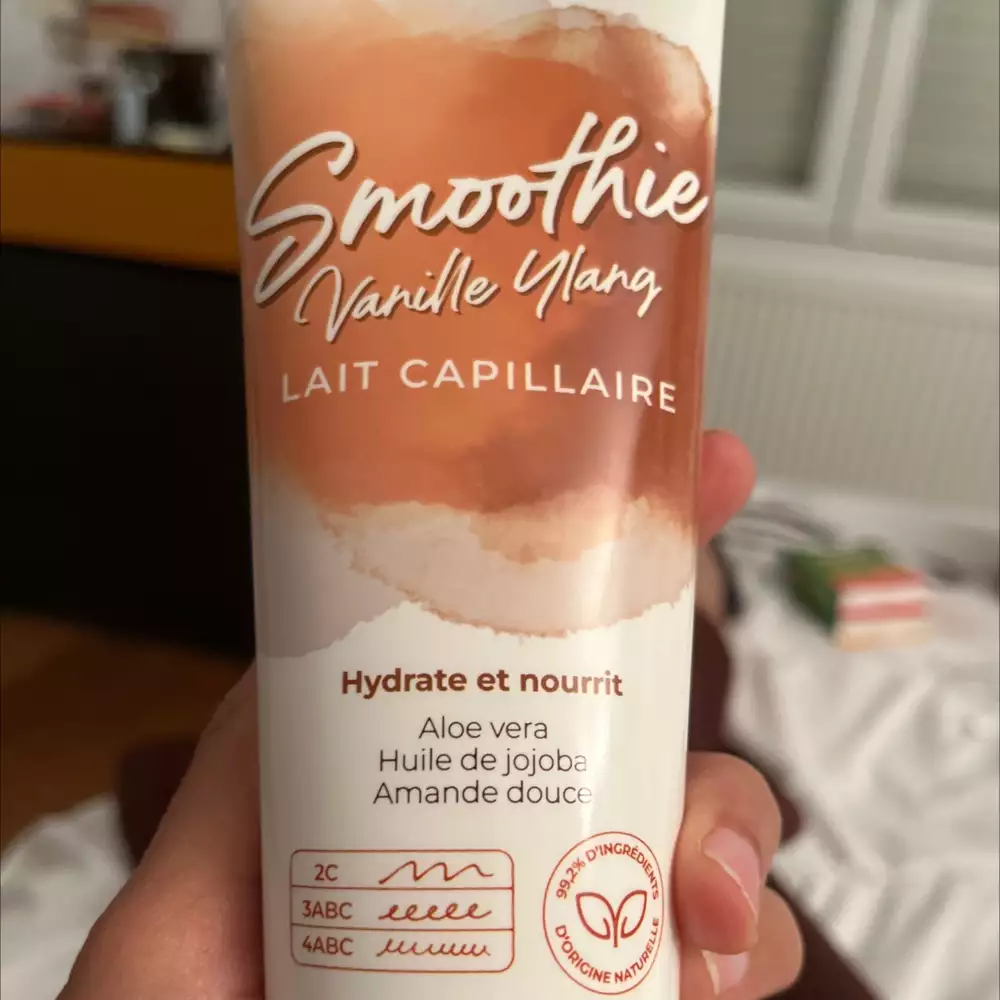 Smoothie
Vanille Ylang
LAIT CAPILLAIRE
Hydrate et nourrit
Aloe vera
Huile de jojoba
Amande douce
2C
3ABC
4ABC
99,2% D'INGRÉDIENTS
D'ORIGINE NATURELLE